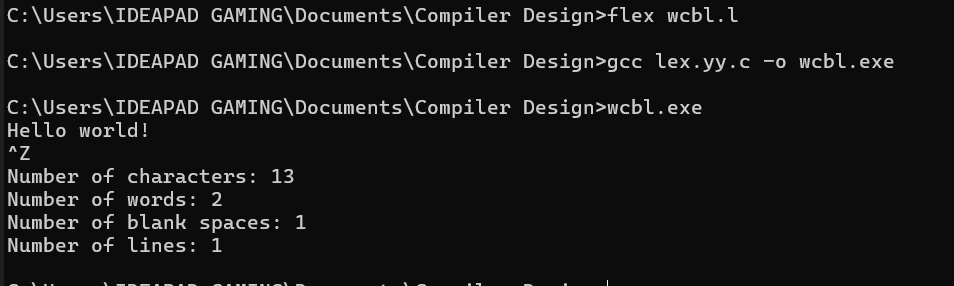 C:\Users\IDEAPAD GAMING\Documents\Compiler Design>flex wcbl.l
C:\Users\IDEAPAD GAMING\Documents\Compiler Design>gcc lex.yy.c -o wcbl.exe
C:\Users\IDEAPAD GAMING\Documents\Compiler Design>wcbl.exe
Hello world!
^Z
Number of characters: 13
Number of words: 2
Number of blank spaces: 1
Number of lines: 1